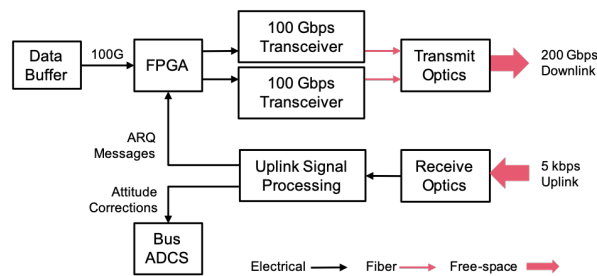 100 Gbps
Transceiver
Data
Buffer
100G
FPGA
Transmit
Optics
200 Gbps
Downlink
100 Gbps
Transceiver
ARQ
Messages
Uplink Signal
Processing
Receive
Optics
5 kbps
Uplink
Attitude
Corrections
Bus
ADCS
Electrical
Fiber
Free-space